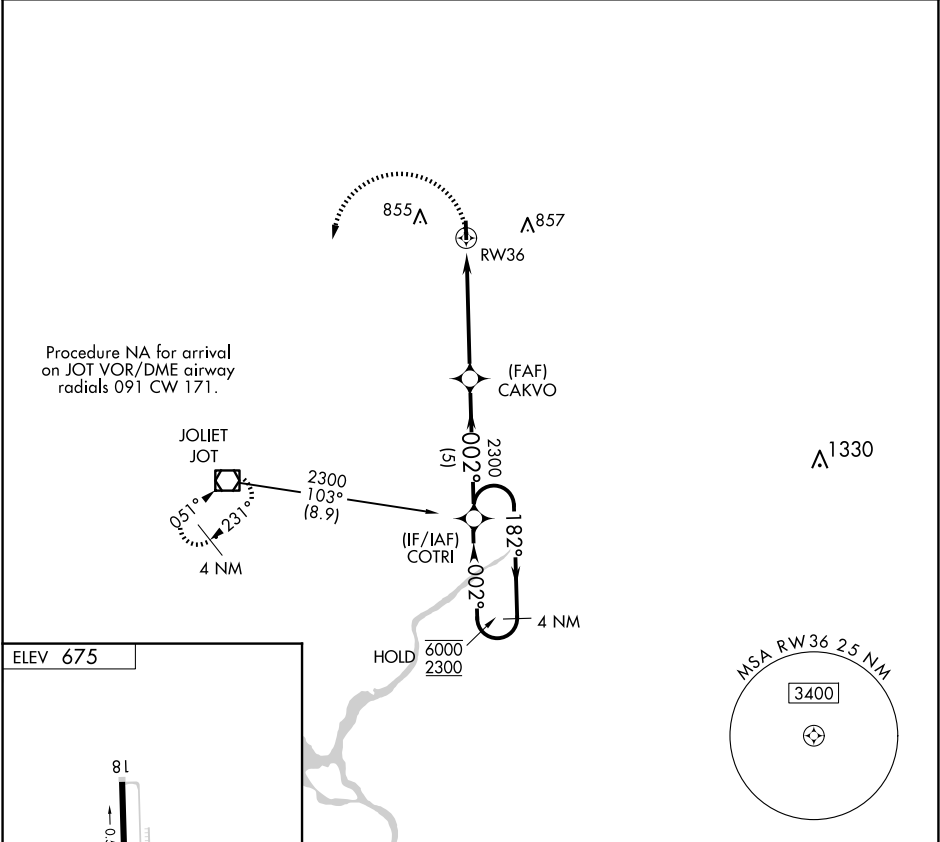 855
857
RW36
Procedure NA for arrival
on JOT VOR/DME airway
radials 091 CW 171.
(FAF)
CAKVO
JOLIET
JOT
2300
103°
(8.9)
002°
(5)
2300
1330
051°
231°
4 NM
(IF/IAF)
COTRI
182°
002°
4 NM
HOLD 6000
2300
MSA RW36 25 NM
3400
ELEV 675
18